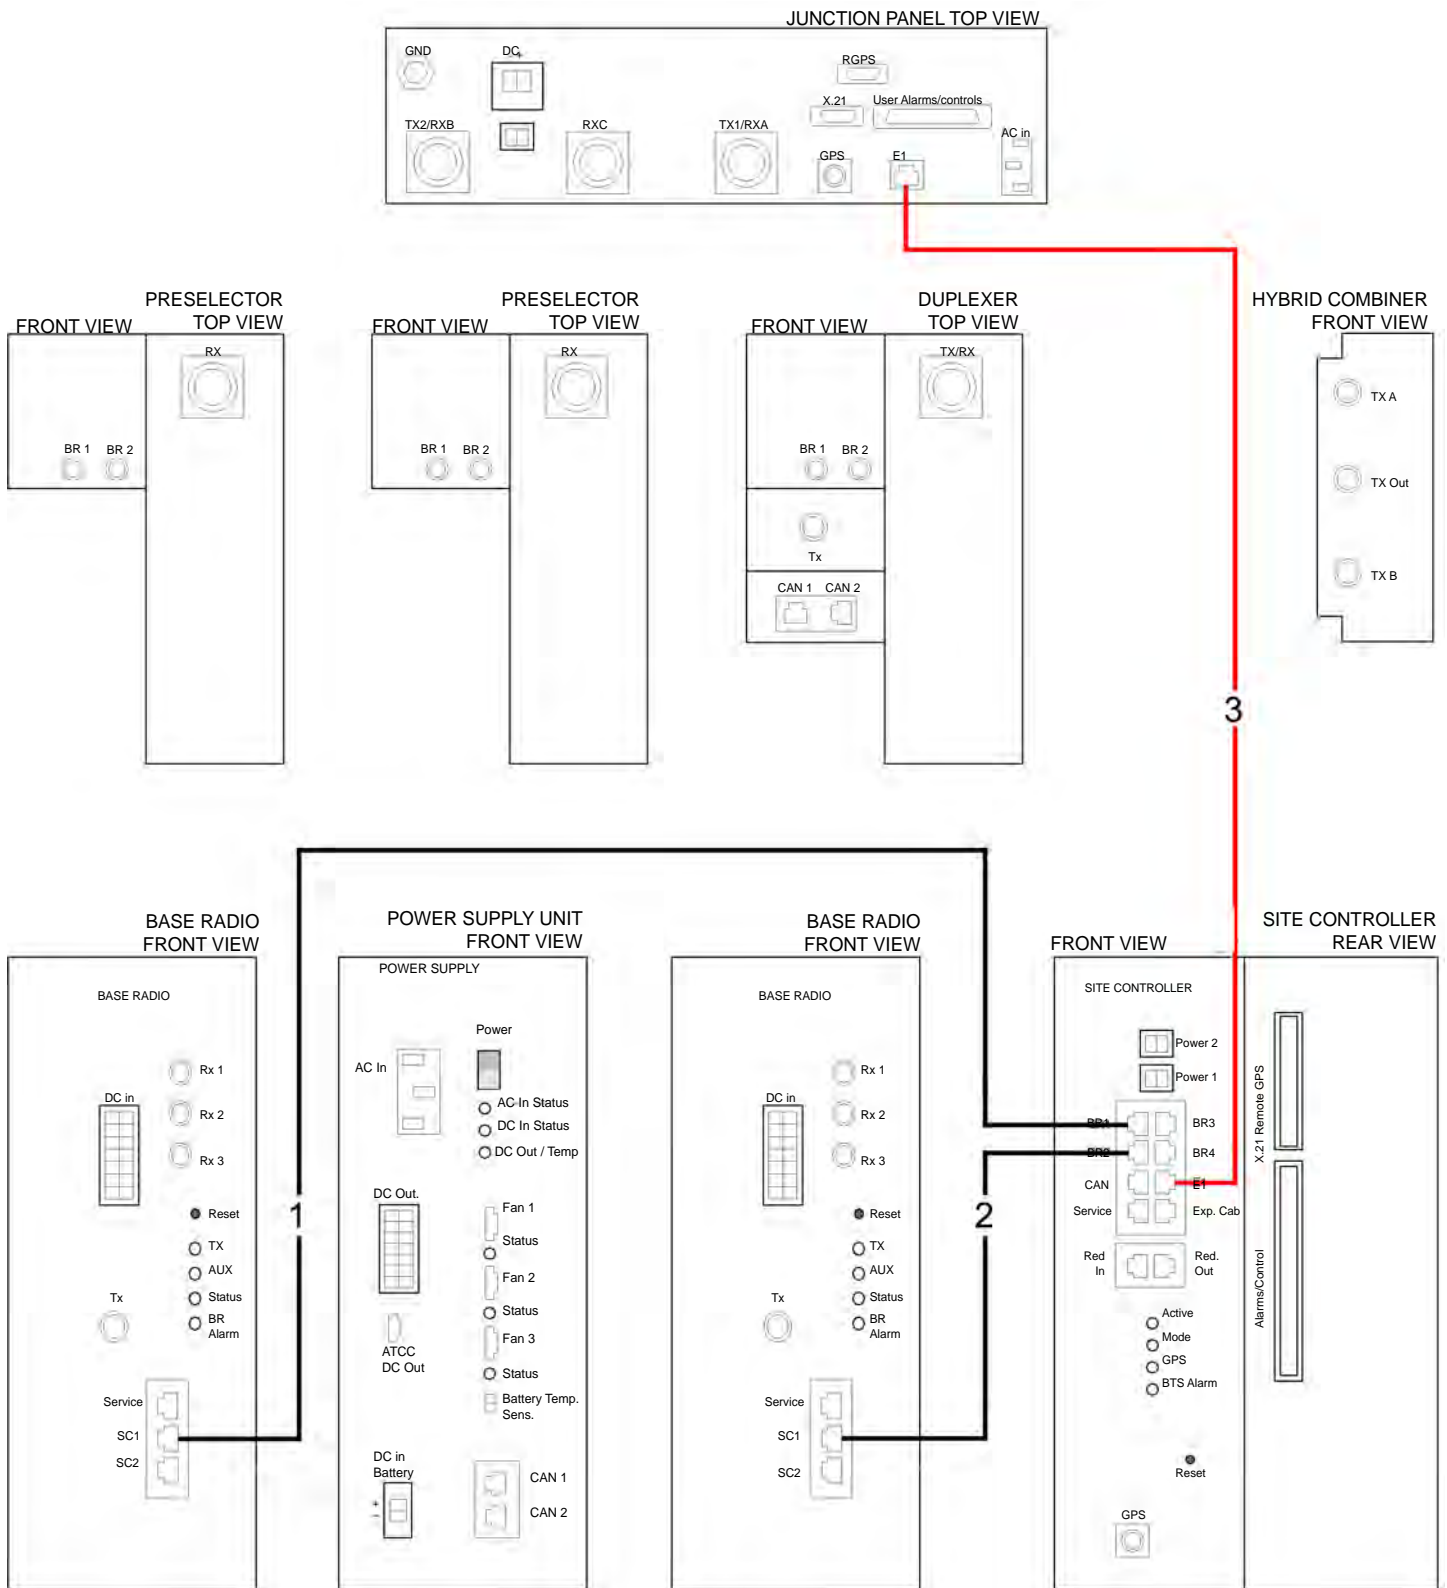 JUNCTION PANEL TOP VIEW
GND
DC
+
RGPS
X.21
User Alarms/controls
TX2/RXB
RXC
TX1/RXA
AC in
GPS
E1
PRESELECTOR
TOP VIEW
FRONT VIEW
RX
BR 1 BR 2
PRESELECTOR
TOP VIEW
FRONT VIEW
RX
BR 1 BR 2
DUPLEXER
TOP VIEW
FRONT VIEW
TX/RX
BR 1 BR 2
Tx
CAN 1 CAN 2
HYBRID COMBINER
FRONT VIEW
TX A
TX Out
TX B
3
BASE RADIO
FRONT VIEW
BASE RADIO
Rx 1
DC in
Rx 2
Rx 3
Reset
TX
AUX
Tx
Status
BR
Alarm
Service
SC1
SC2
1
POWER SUPPLY UNIT
FRONT VIEW
POWER SUPPLY
Power
AC In
AC In Status
DC In Status
DC Out / Temp
DC Out.
Fan 1
Status
Fan 2
Status
Fan 3
ATCC
DC Out
Status
Battery Temp.
Sens.
DC in
Battery
+
–
CAN 1
CAN 2
BASE RADIO
FRONT VIEW
BASE RADIO
Rx 1
DC in
Rx 2
Rx 3
Reset
TX
AUX
Tx
Status
BR
Alarm
Service
SC1
SC2
2
SITE CONTROLLER
REAR VIEW
FRONT VIEW
SITE CONTROLLER
Power 2
Power 1
BR1
BR3
BR2
BR4
CAN
E1
Service
Exp. Cab
Red
In
Red.
Out
Active
Mode
GPS
BTS Alarm
Reset
GPS
X.21 Remote GPS
Alarms/Control